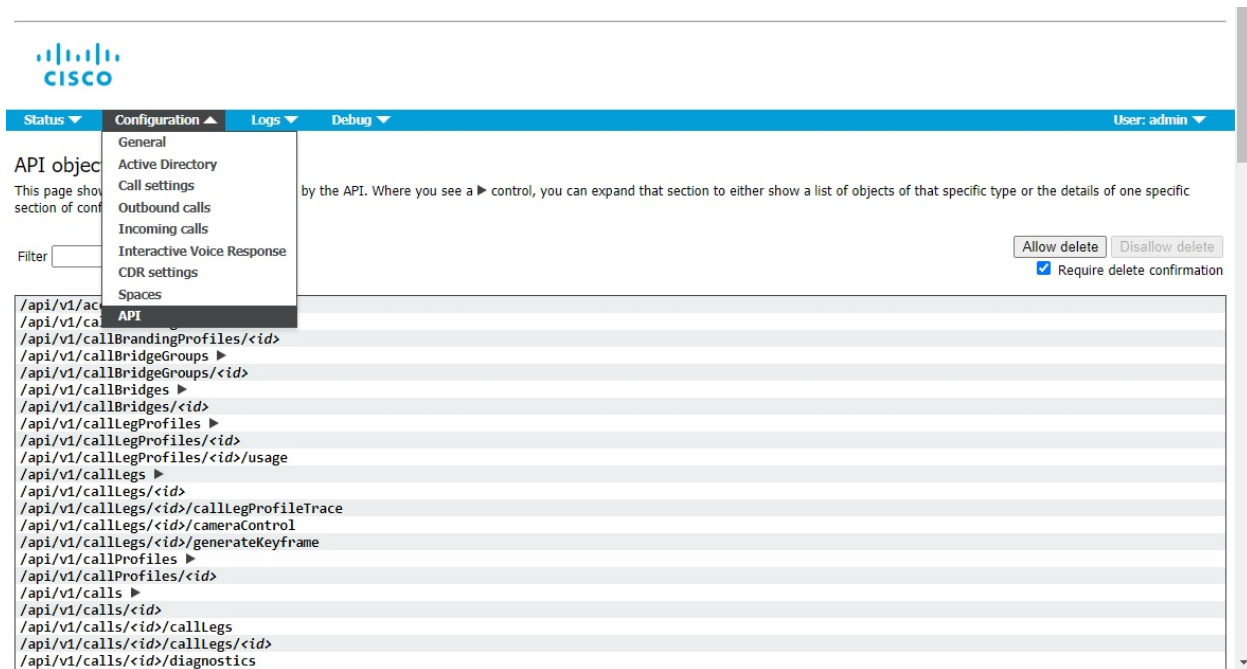 CISCO
Status Configuration Logs Debug User: admin
General
API objec Active Directory
This page shov Call settings by the API. Where you see a ▶ control, you can expand that section to either show a list of objects of that specific type or the details of one specific
section of conf Outbound calls
Incoming calls
Filter Interactive Voice Response Allow delete Disallow delete
CDR settings Require delete confirmation
Spaces
/api/v1/ac
API
/api/v1/ca
/api/v1/callBrandingProfiles/<id>
/api/v1/callBridgeGroups ▶
/api/v1/callBridgeGroups/<id>
/api/v1/callBridges ▶
/api/v1/callBridges/<id>
/api/v1/callLegProfiles ▶
/api/v1/callLegProfiles/<id>
/api/v1/callLegProfiles/<id>/usage
/api/v1/callLegs ▶
/api/v1/callLegs/<id>
/api/v1/callLegs/<id>/callLegProfileTrace
/api/v1/callLegs/<id>/cameraControl
/api/v1/callLegs/<id>/generateKeyframe
/api/v1/callProfiles ▶
/api/v1/callProfiles/<id>
/api/v1/calls ▶
/api/v1/calls/<id>
/api/v1/calls/<id>/callLegs
/api/v1/calls/<id>/callLegs/<id>
/api/v1/calls/<id>/diagnostics